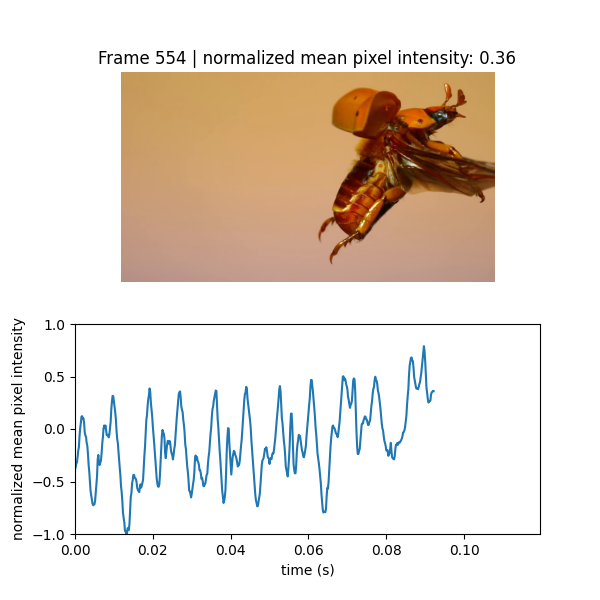 Frame 554 | normalized mean pixel intensity: 0.36
normalized mean pixel intensity
1.0
0.5
0.0
−0.5
−1.0
0.00 0.02 0.04 0.06 0.08 0.10
time (s)